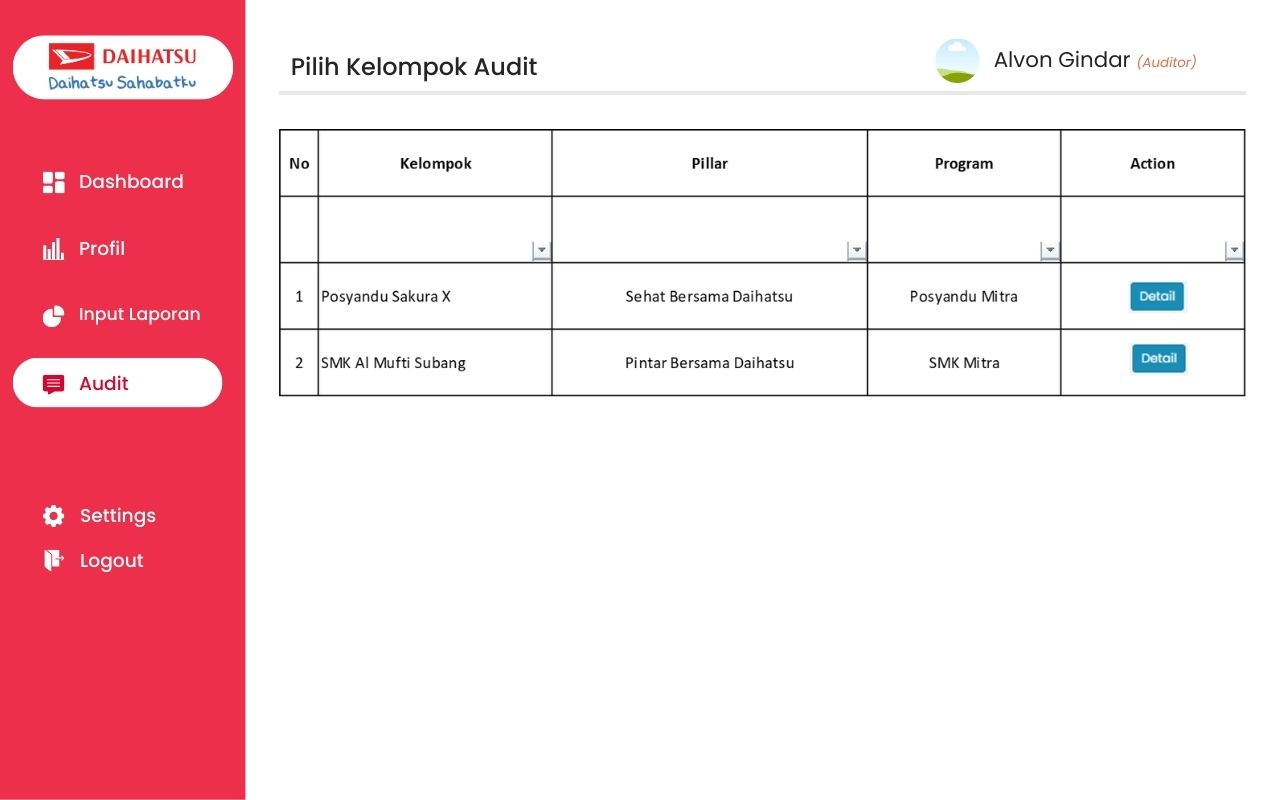 DAIHATSU
Daihatsu Sahabatku
Dashboard
Profil
Input Laporan
Audit
Settings
Logout
Pilih Kelompok Audit
Alvon Gindar (Auditor)
No Kelompok Pillar Program Action
1 Posyandu Sakura X Sehat Bersama Daihatsu Posyandu Mitra Detail
2 SMK Al Mufti Subang Pintar Bersama Daihatsu SMK Mitra Detail